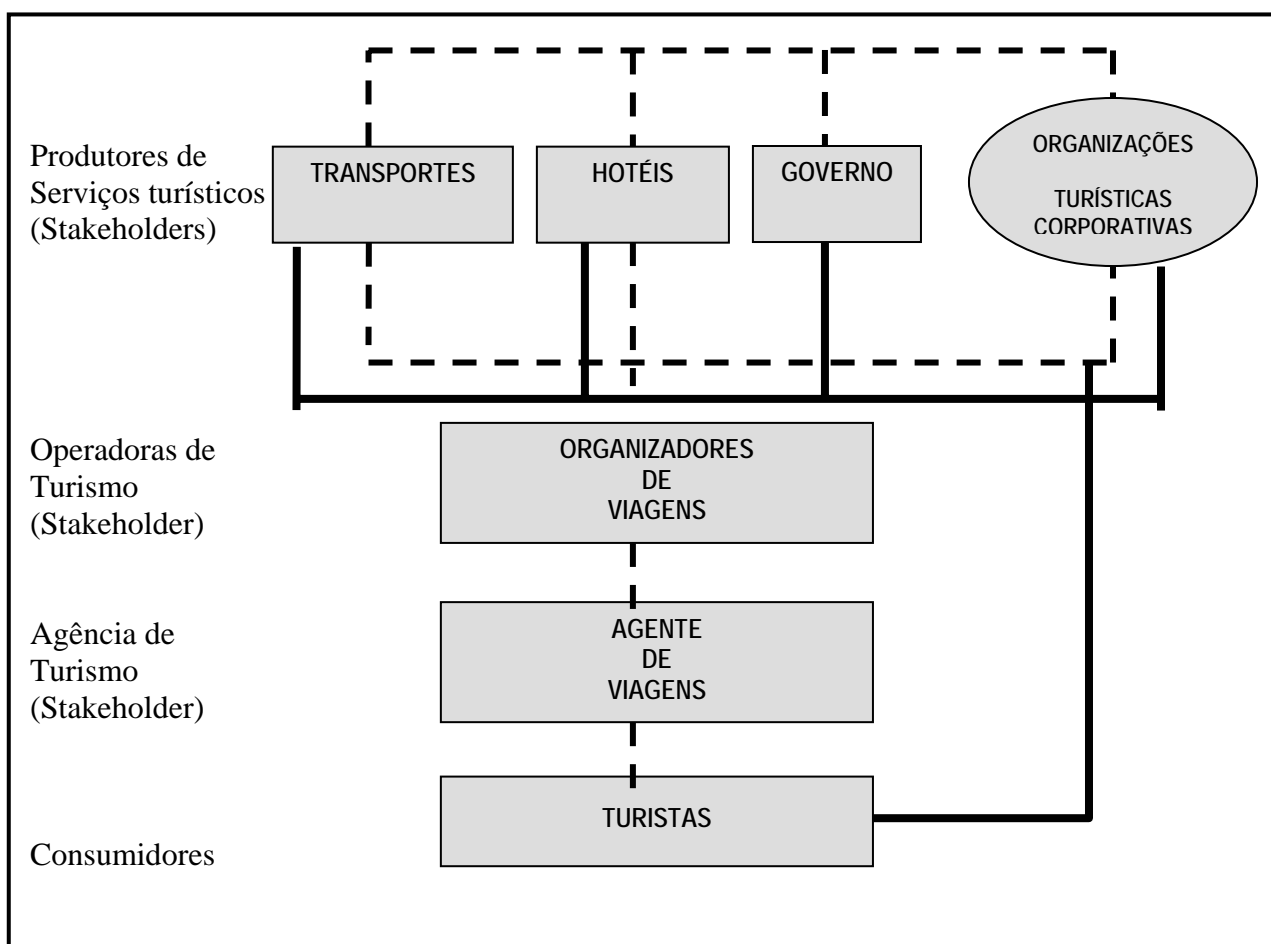 Produtores de
Serviços turísticos
(Stakeholders)
TRANSPORTES
HOTÉIS
GOVERNO
ORGANIZAÇÕES
TURÍSTICAS
CORPORATIVAS
Operadoras de
Turismo
(Stakeholder)
ORGANIZADORES
DE
VIAGENS
Agência de
Turismo
(Stakeholder)
AGENTE
DE
VIAGENS
TURISTAS
Consumidores